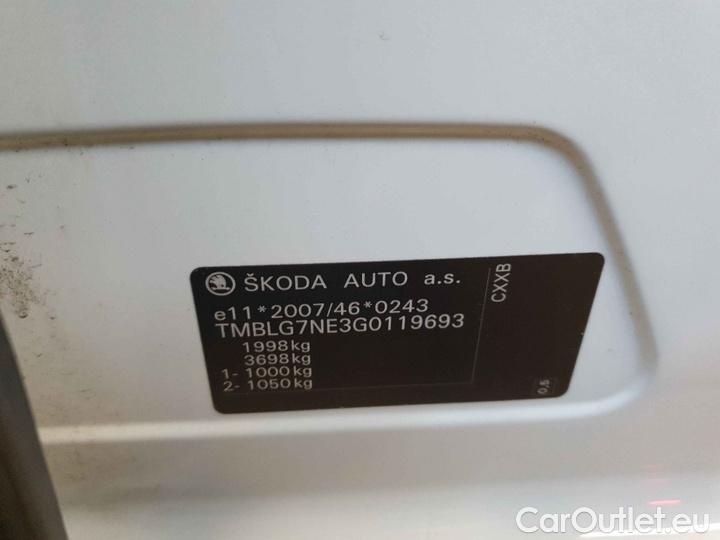 ŠKODA AUTO a.s.
e11*2007/46*0243
TMBLG7NE3G0119693
1998kg
3698kg
1- 1000kg
2- 1050kg
CXXB
0,5
CarOutlet.eu